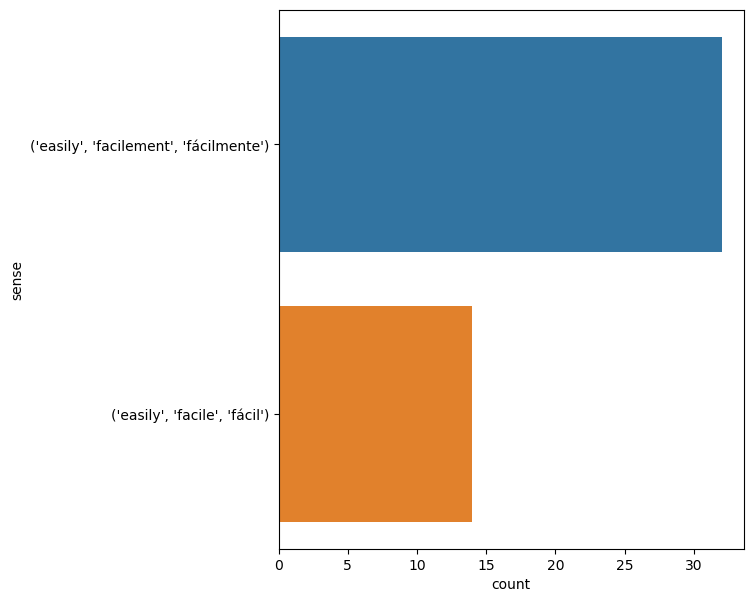 sense
('easily', 'facilement', 'fácilmente')
('easily', 'facile', 'fácil')
0 5 10 15 20 25 30
count